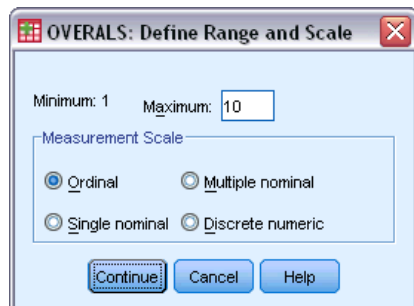 OVERALS: Define Range and Scale
Minimum: 1 Maximum: 10
Measurement Scale
Ordinal Multiple nominal
Single nominal Discrete numeric
Continue Cancel Help